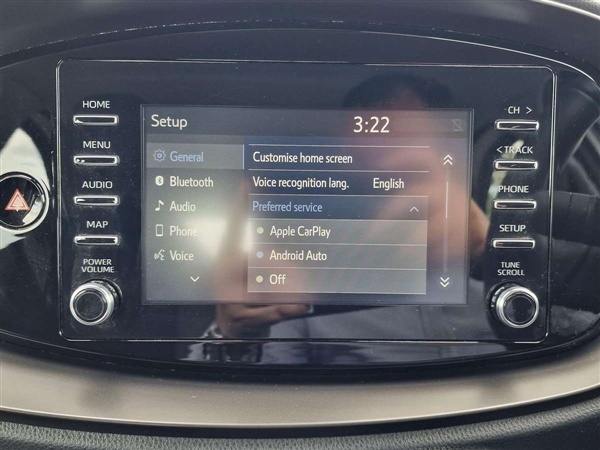 HOME
MENU
AUDIO
MAP
POWER
VOLUME
Setup
3:22
General
Bluetooth
Audio
Phone
Voice
Customise home screen
Voice recognition lang. English
Preferred service
Apple CarPlay
Android Auto
Off
CH >
< TRACK
PHONE
SETUP
TUNE
SCROLL